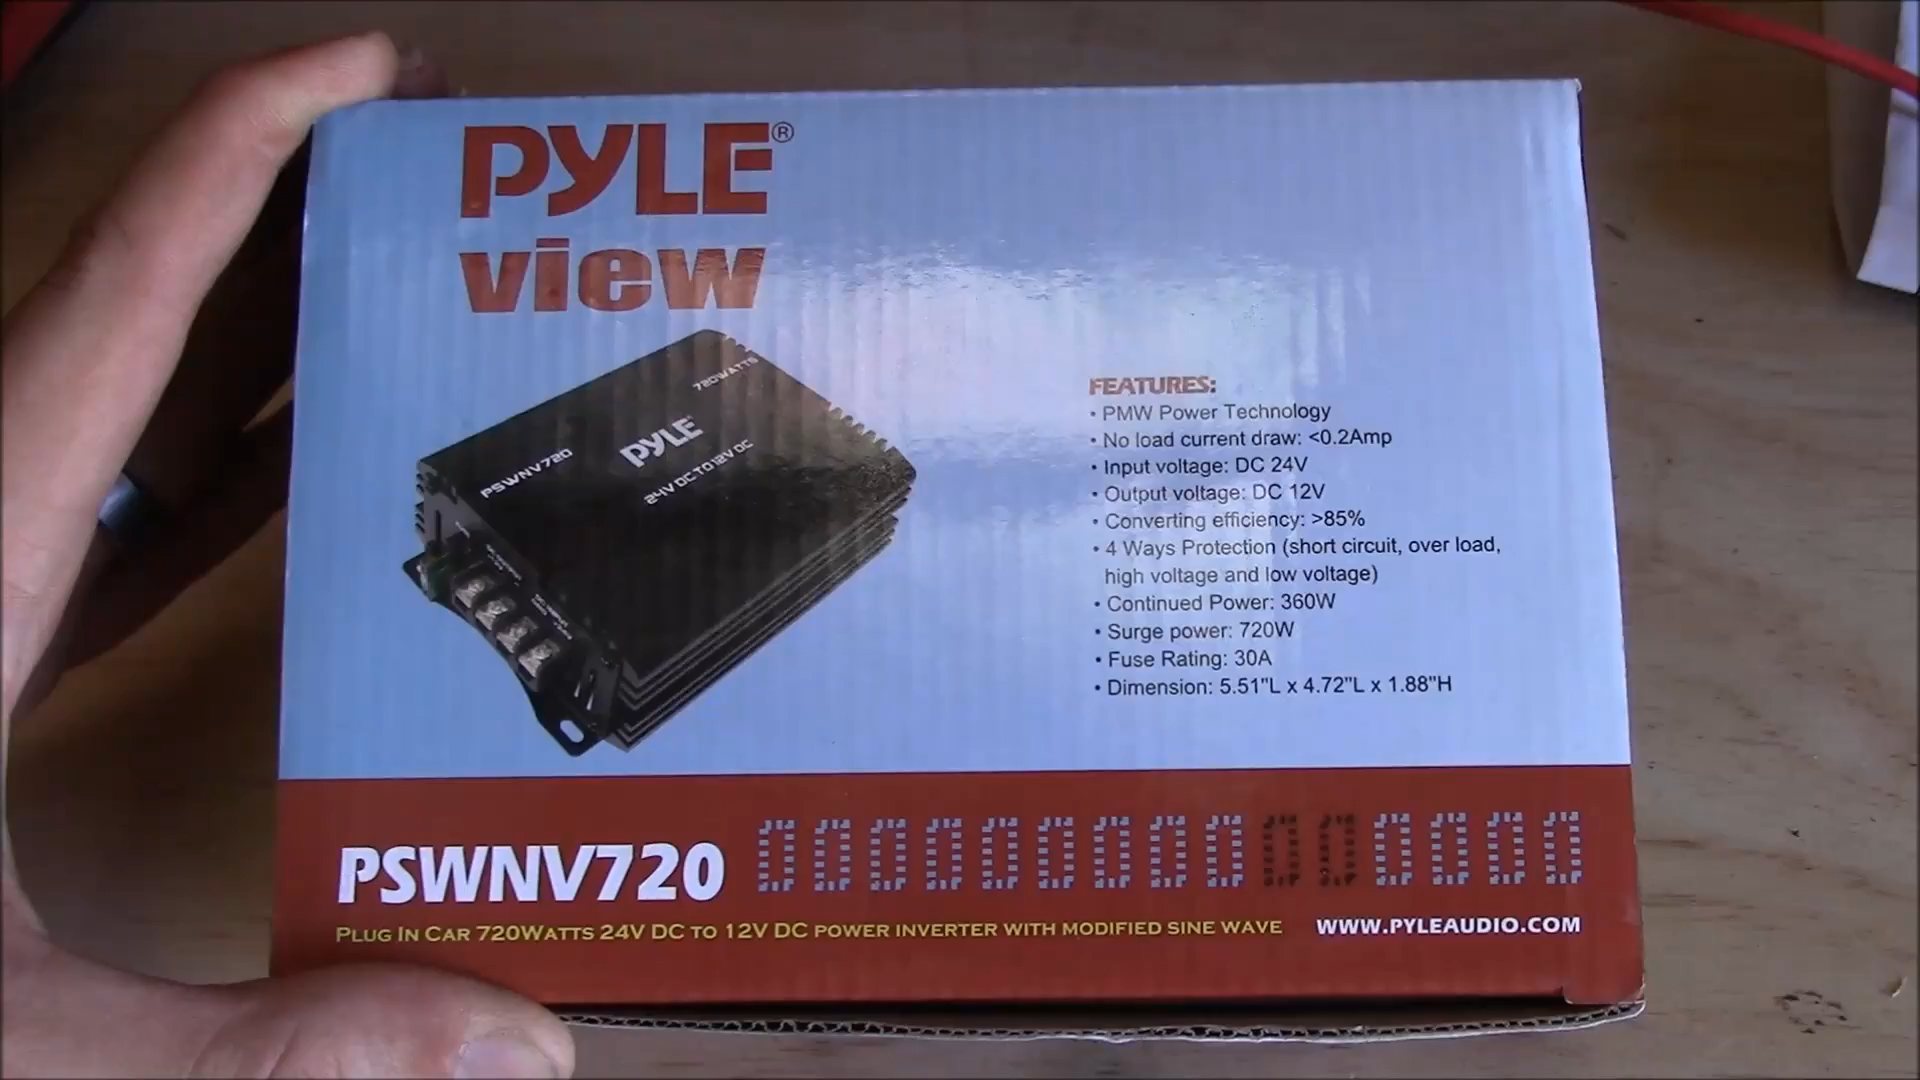 PYLE®
view
720WATTS
PSWNV720
PYLE
24V DC TO 12V DC
FEATURES:
• PMW Power Technology
• No load current draw: <0.2Amp
• Input voltage: DC 24V
• Output voltage: DC 12V
• Converting efficiency: >85%
• 4 Ways Protection (short circuit, over load,
high voltage and low voltage)
• Continued Power: 360W
• Surge power: 720W
• Fuse Rating: 30A
• Dimension: 5.51"L x 4.72"L x 1.88"H
PSWNV720
PLUG IN CAR 720WATTS 24V DC TO 12V DC POWER INVERTER WITH MODIFIED SINE WAVE
WWW.PYLEAUDIO.COM